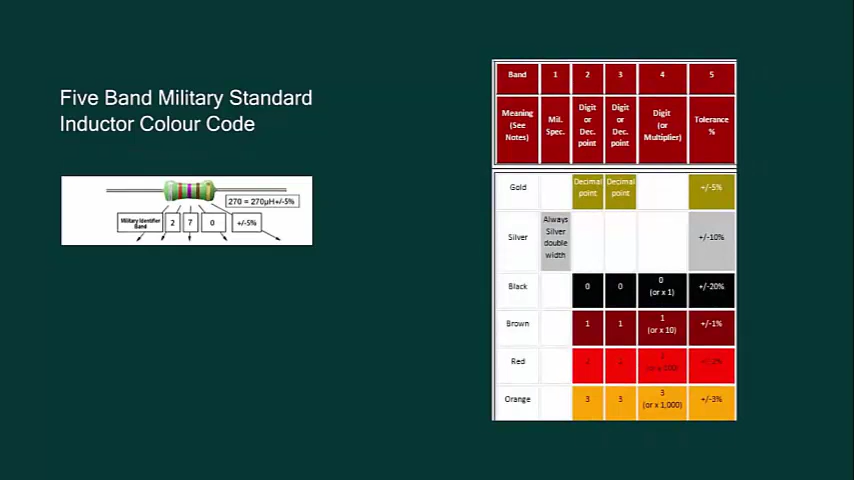 Five Band Military Standard
Inductor Colour Code
270 = 270µH+/-5%
Military Identifier
Band
2
7
0
+/-5%
Band 1 2 3 4 5
Meaning
(See
Notes)
Mil.
Spec.
Digit
or
Dec.
point
Digit
or
Dec.
point
Digit
(or
Multiplier)
Tolerance
%
Gold
Decimal
point
Decimal
point
+/-5%
Silver
Always
Silver
double
width
+/-10%
Black
0
0
0
(or x 1)
+/-20%
Brown
1
1
1
(or x 10)
+/-1%
Red
2
2
+/-2%
Orange
3
3
3
(or x 1,000)
+/-3%